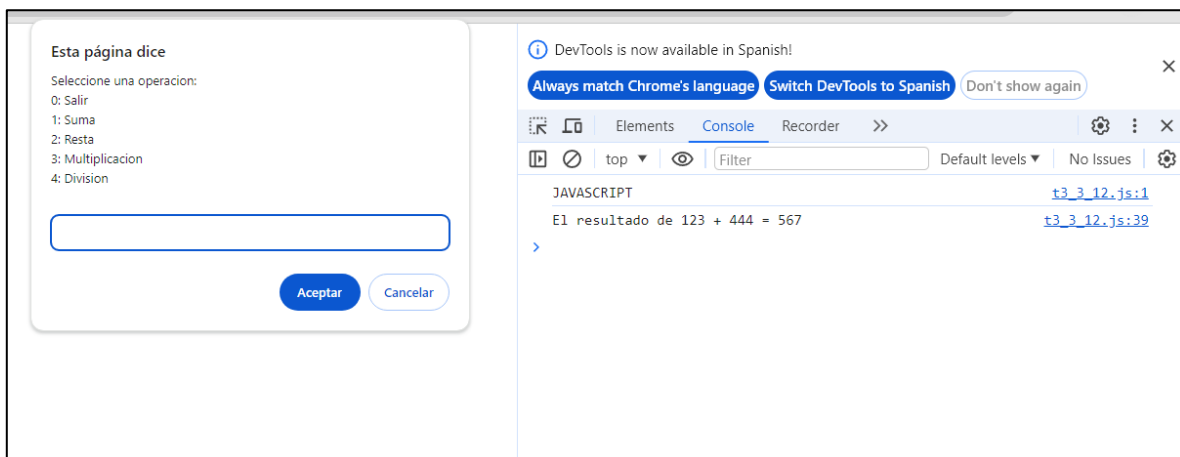 Esta página dice
Seleccione una operacion:
0: Salir
1: Suma
2: Resta
3: Multiplicacion
4: Division
Aceptar
Cancelar
DevTools is now available in Spanish!
Always match Chrome's language
Switch DevTools to Spanish
Don't show again
Elements
Console
Recorder
top
Filter
Default levels
No Issues
JAVASCRIPT t3_3_12.js:1
El resultado de 123 + 444 = 567 t3_3_12.js:39